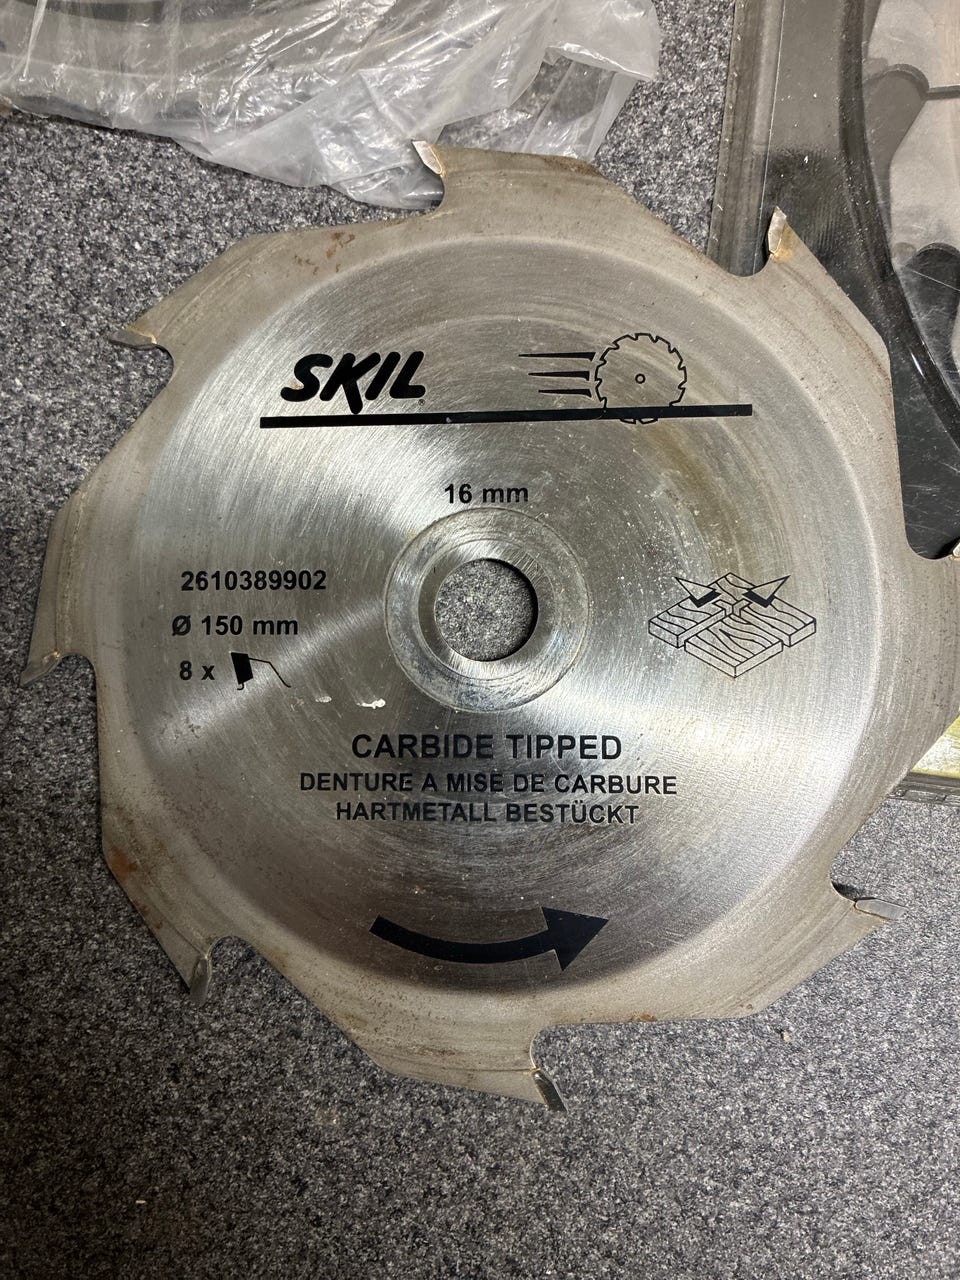 SKIL®
16 mm
2610389902
Ø 150 mm
8 x
CARBIDE TIPPED
DENTURE A MISE DE CARBURE
HARTMETALL BESTÜCKT